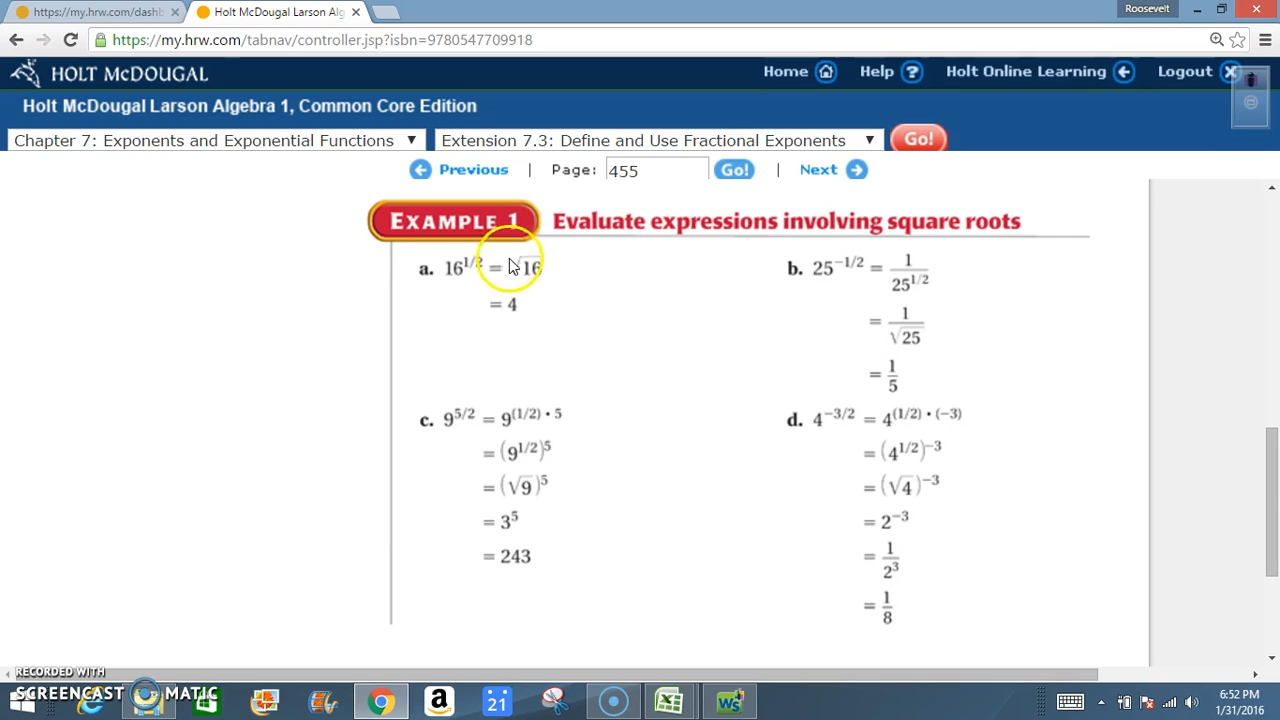 https://my.hrw.com/dashb
Holt McDougal Larson Alg
Roosevelt
https://my.hrw.com/tabnav/controller.jsp?isbn=9780547709918
HOLT MCDOUGAL
Home
Help ?
Holt Online Learning
Logout X
Holt McDougal Larson Algebra 1, Common Core Edition
Chapter 7: Exponents and Exponential Functions
Extension 7.3: Define and Use Fractional Exponents
Go!
Previous | Page: 455 Go! | Next
EXAMPLE 1 Evaluate expressions involving square roots
a. 16^{1/2} = √16
= 4
b. 25^{-1/2} = 1/25^{1/2}
= 1/√25
= 1/5
c. 9^{5/2} = 9^{(1/2) • 5}
= (9^{1/2})^5
= (√9)^5
= 3^5
= 243
d. 4^{-3/2} = 4^{(1/2) • (-3)}
= (4^{1/2})^{-3}
= (√4)^{-3}
= 2^{-3}
= 1/2^3
= 1/8
RECORDED WITH
SCREENCAST MATIC
a
21
WS
6:52 PM
1/31/2016